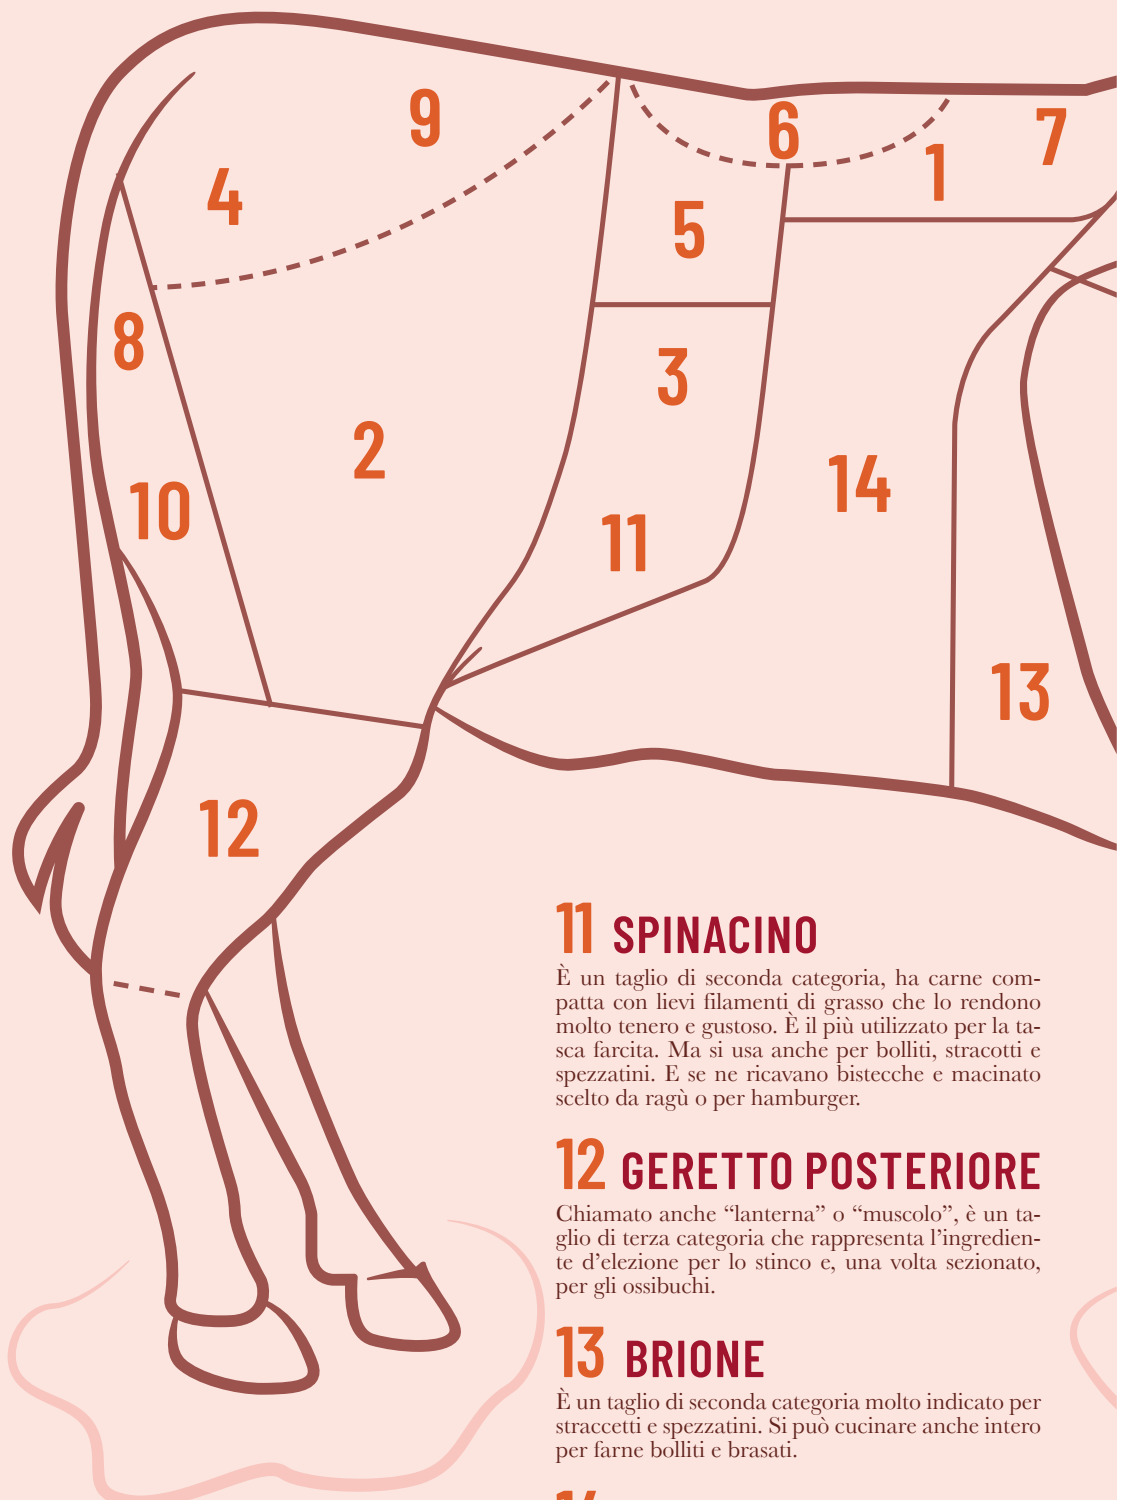 9
6
7
1
4
5
8
3
2
14
10
11
13
12
11 SPINACINO
È un taglio di seconda categoria, ha carne com-
patta con lievi filamenti di grasso che lo rendono
molto tenero e gustoso. È il più utilizzato per la ta-
sca farcita. Ma si usa anche per bolliti, stracotti e
spezzatini. E se ne ricavano bistecche e macinato
scelto da ragù o per hamburger.
12 GERETTO POSTERIORE
Chiamato anche “lanterna” o “muscolo”, è un ta-
glio di terza categoria che rappresenta l’ingredien-
te d’elezione per lo stinco e, una volta sezionato,
per gli ossibuchi.
13 BRIONE
È un taglio di seconda categoria molto indicato per
straccetti e spezzatini. Si può cucinare anche intero
per farne bolliti e brasati.